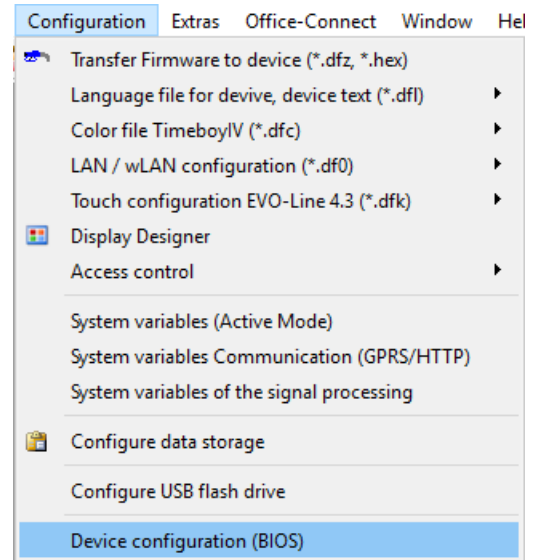 Configuration Extras Office-Connect Window Hel
Transfer Firmware to device (*.dfz, *.hex)
Language file for devive, device text (*.dfl)
Color file TimeboyIV (*.dfc)
LAN / wLAN configuration (*.df0)
Touch configuration EVO-Line 4.3 (*.dfk)
Display Designer
Access control
System variables (Active Mode)
System variables Communication (GPRS/HTTP)
System variables of the signal processing
Configure data storage
Configure USB flash drive
Device configuration (BIOS)